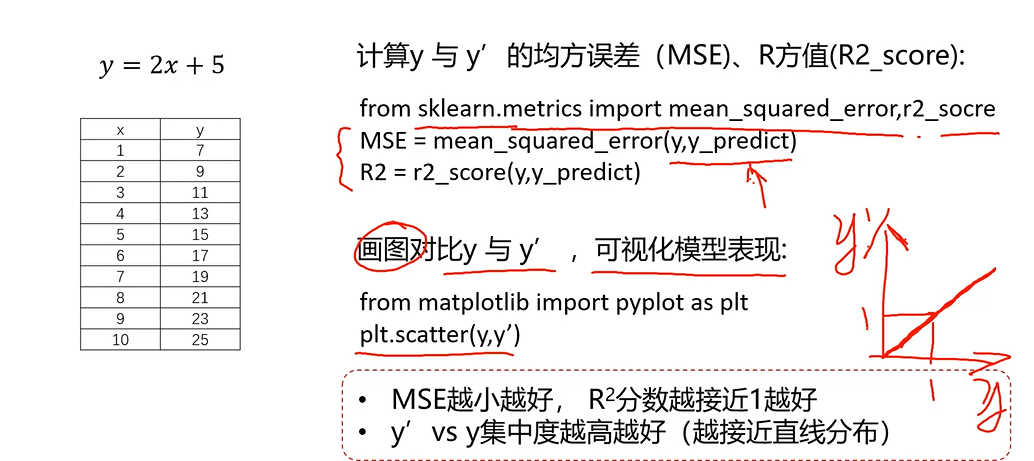 y = 2x + 5
x y
1 7
2 9
3 11
4 13
5 15
6 17
7 19
8 21
9 23
10 25
计算y 与 y′ 的均方误差（MSE)、R方值(R2_score):
from sklearn.metrics import mean_squared_error,r2_socre
MSE = mean_squared_error(y,y_predict)
R2 = r2_score(y,y_predict)
画图对比y 与 y′ ，可视化模型表现:
from matplotlib import pyplot as plt
plt.scatter(y,y’)
y'
1
1
y
• MSE越小越好， R²分数越接近1越好
• y′ vs y集中度越高越好（越接近直线分布）